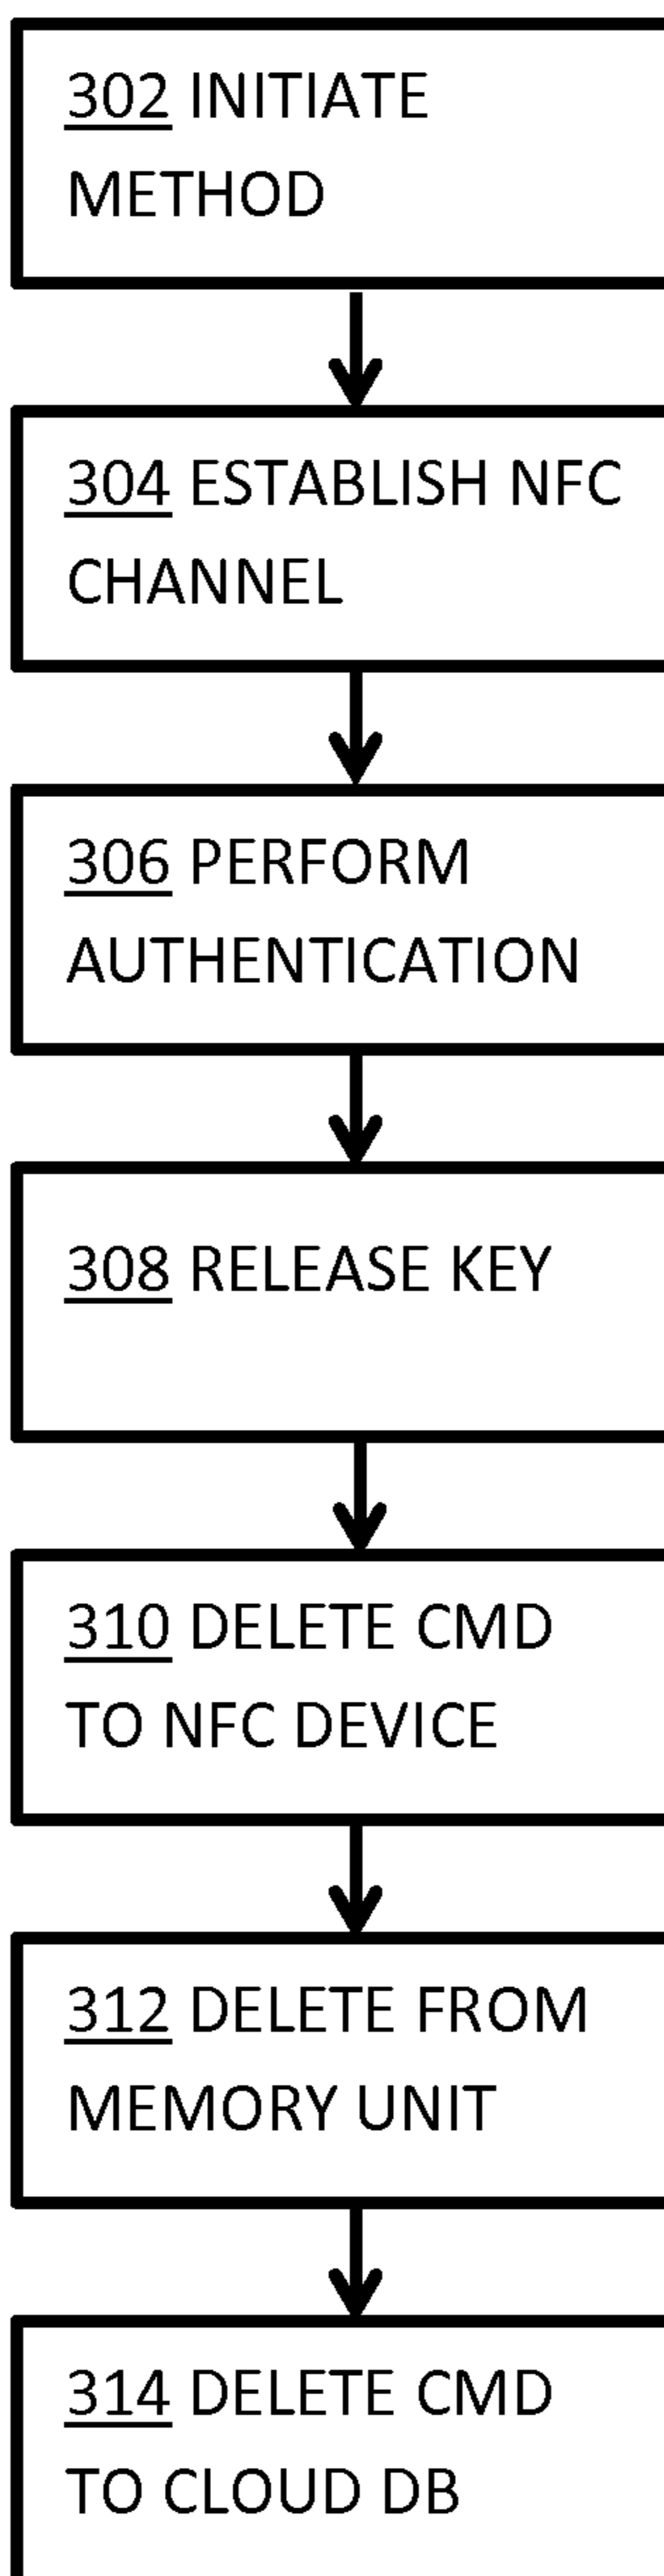 302 INITIATE
METHOD
304 ESTABLISH NFC
CHANNEL
306 PERFORM
AUTHENTICATION
308 RELEASE KEY
310 DELETE CMD
TO NFC DEVICE
312 DELETE FROM
MEMORY UNIT
314 DELETE CMD
TO CLOUD DB